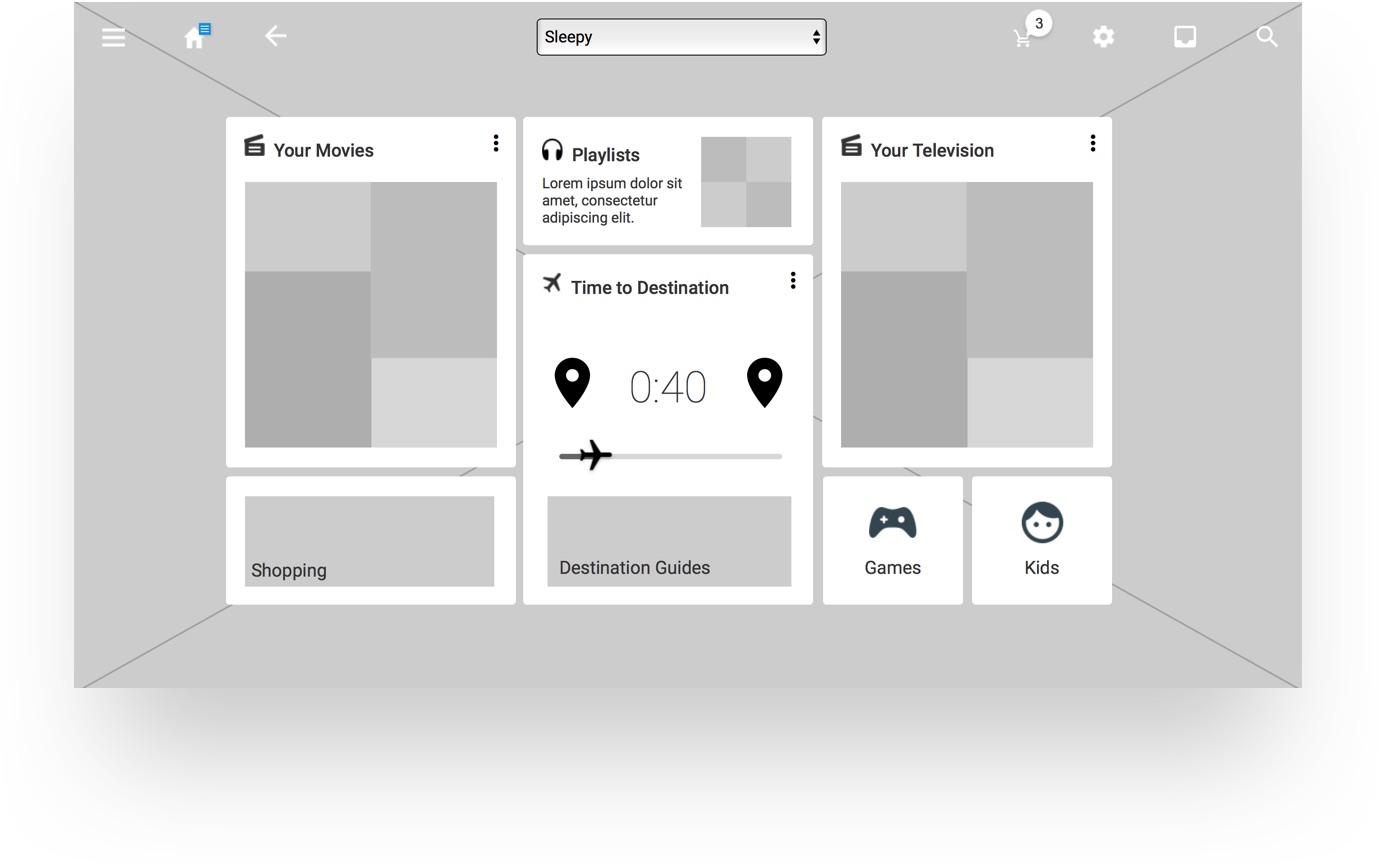 Sleepy
3
Your Movies
Playlists
Lorem ipsum dolor sit
amet, consectetur
adipiscing elit.
Your Television
Time to Destination
0:40
Shopping
Destination Guides
Games
Kids